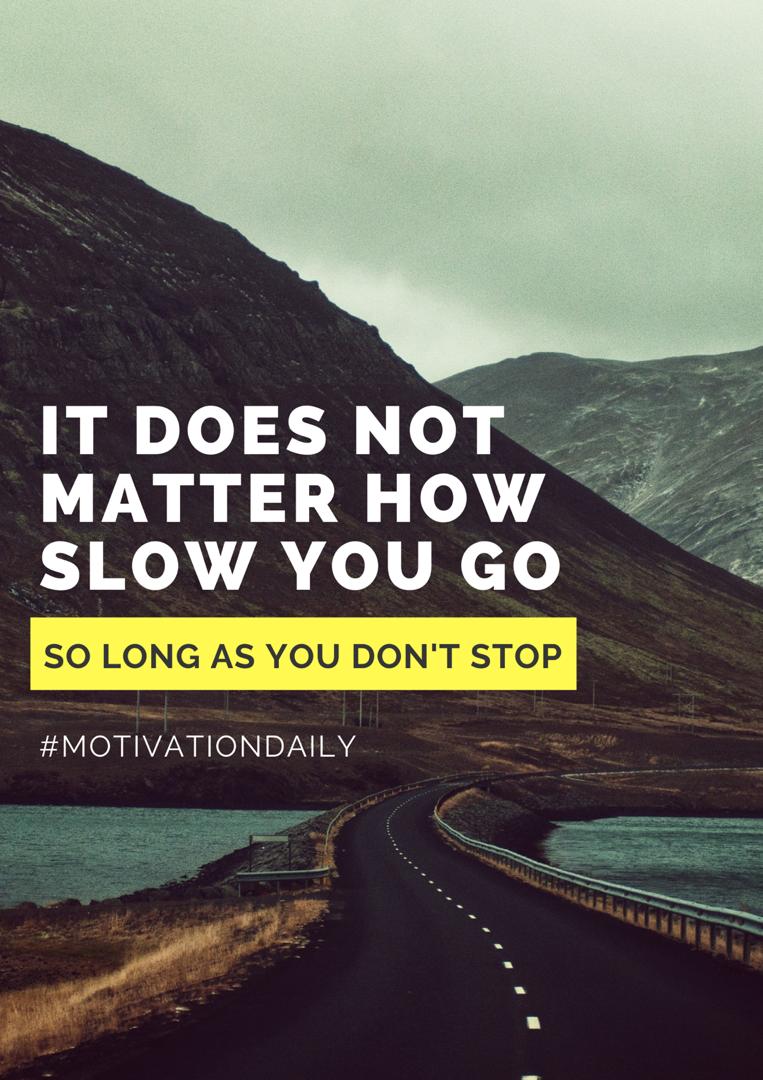 IT DOES NOT
MATTER HOW
SLOW YOU GO
SO LONG AS YOU DON'T STOP
#MOTIVATIONDAILY